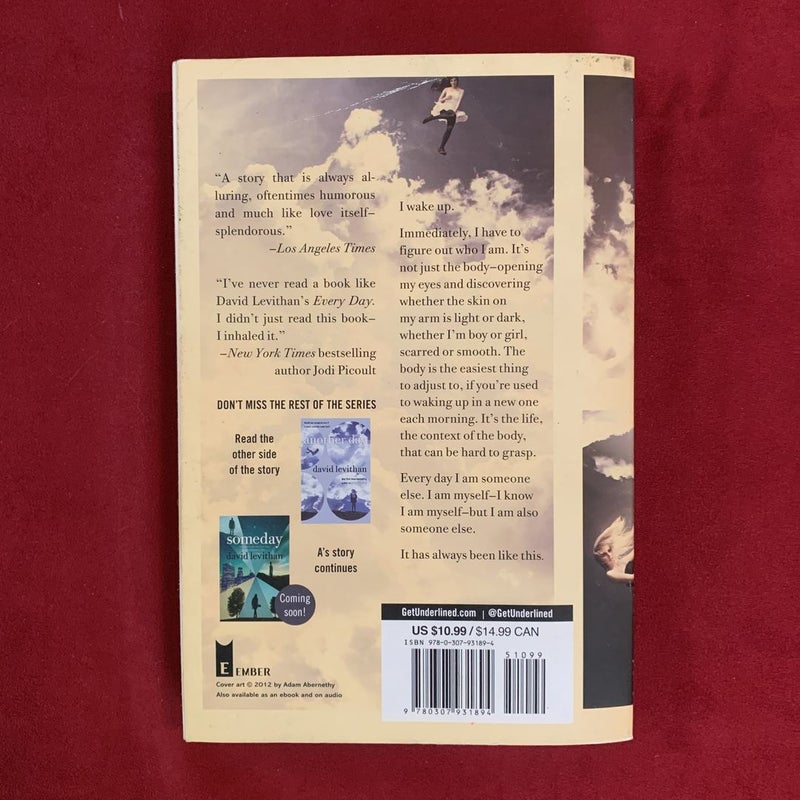 “A story that is always al-
luring, oftentimes humorous
and much like love itself–
splendorous.”
–Los Angeles Times
“I’ve never read a book like
David Levithan’s Every Day.
I didn’t just read this book–
I inhaled it.”
–New York Times bestselling
author Jodi Picoult
DON'T MISS THE REST OF THE SERIES
Read the
other side
of the story
another day
david levithan
someday
david levithan
Coming
soon!
A's story
continues
E EMBER
Cover art © 2012 by Adam Abernethy
Also available as an ebook and on audio
I wake up.
Immediately, I have to
figure out who I am. It’s
not just the body–opening
my eyes and discovering
whether the skin on
my arm is light or dark,
whether I’m boy or girl,
scarred or smooth. The
body is the easiest thing
to adjust to, if you’re used
to waking up in a new one
each morning. It’s the life,
the context of the body,
that can be hard to grasp.
Every day I am someone
else. I am myself–I know
I am myself–but I am also
someone else.
It has always been like this.
GetUnderlined.com | @GetUnderlined
US $10.99 / $14.99 CAN
ISBN 978-0-307-93189-4
51099
9 780307 931894